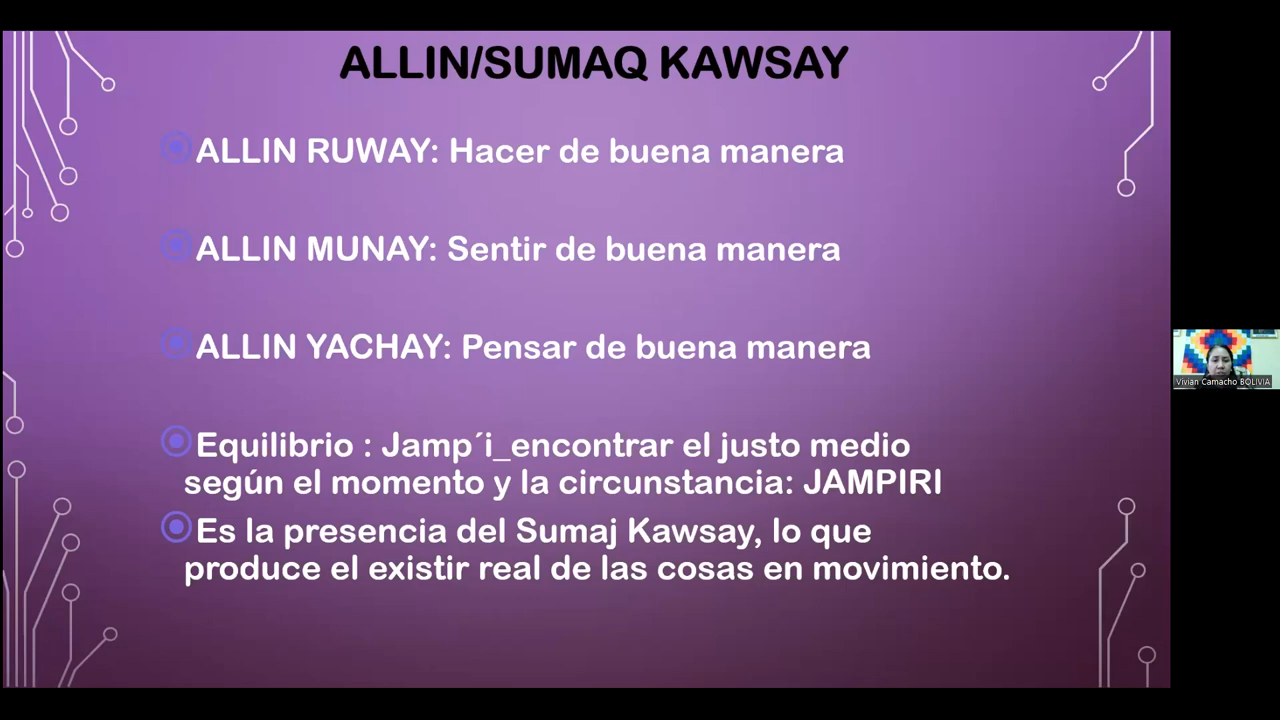 ALLIN/SUMAQ KAWSAY
ALLIN RUWAY: Hacer de buena manera
ALLIN MUNAY: Sentir de buena manera
ALLIN YACHAY: Pensar de buena manera
Equilibrio : Jamp´i_encontrar el justo medio
según el momento y la circunstancia: JAMPIRI
Es la presencia del Sumaj Kawsay, lo que
produce el existir real de las cosas en movimiento.
Vivian Camacho BOLIVIA